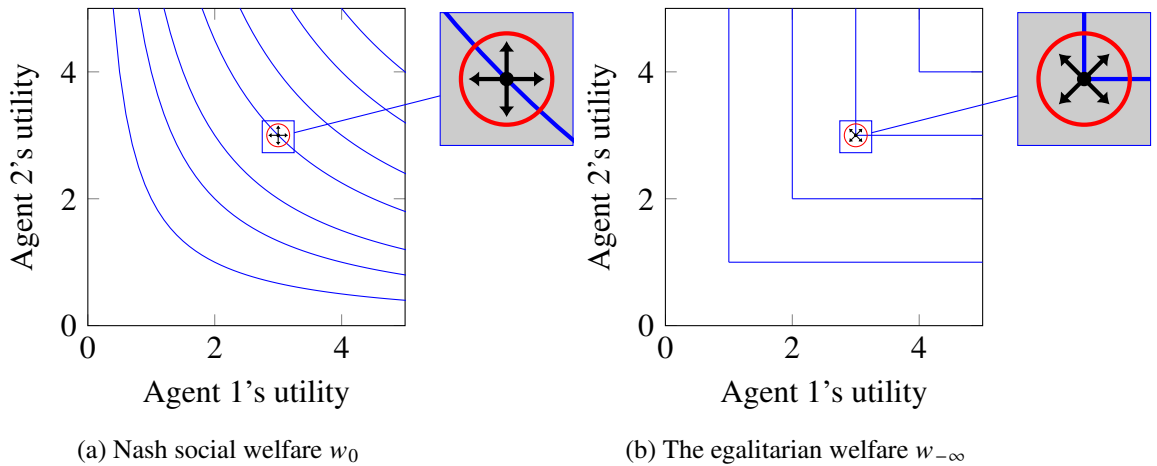 Agent 2's utility
4
2
0
0 2 4
Agent 1's utility
(a) Nash social welfare w₀
Agent 2's utility
4
2
0
0 2 4
Agent 1's utility
(b) The egalitarian welfare w₋∞